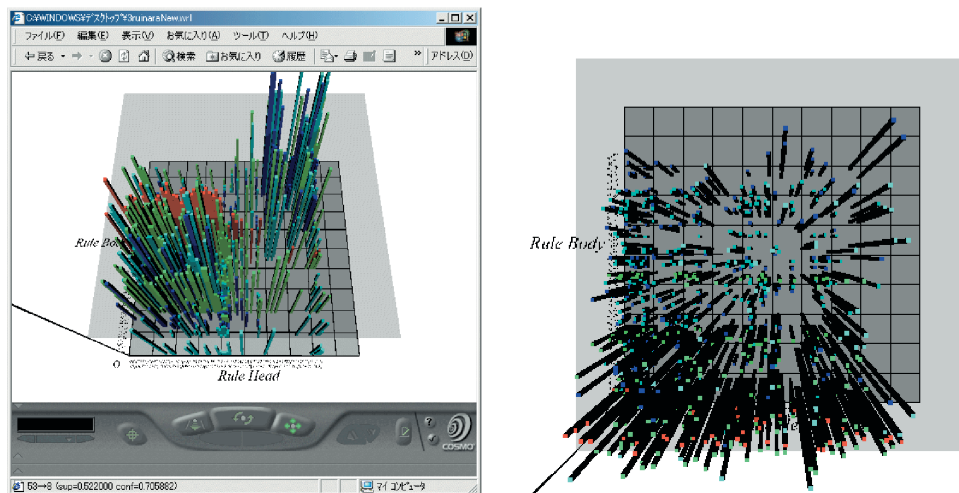 C:¥WINDOWS¥デスクトップ¥3ruinaraNew.wrl
ファイル(F) 編集(E) 表示(V) お気に入り(A) ツール(T) ヘルプ(H)
戻る 検索 お気に入り 履歴 » アドレス(D)
Rule Body
O
Rule Head
?
COSMO
53→8 (sup=0.522000 conf=0.705882) マイ コンピュータ
Rule Body